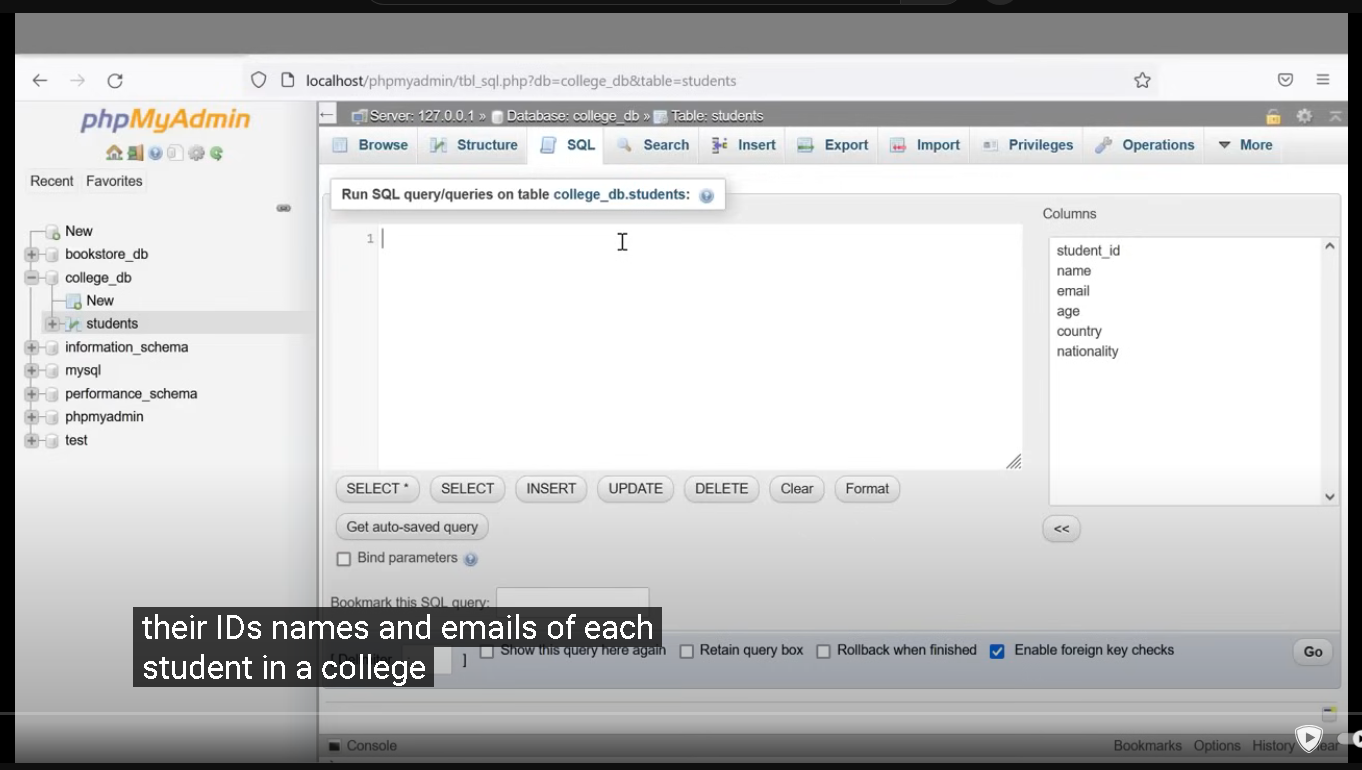 localhost/phpmyadmin/tbl_sql.php?db=college_db&table=students
phpMyAdmin
Recent Favorites
New
bookstore_db
college_db
New
students
information_schema
mysql
performance_schema
phpmyadmin
test
Server: 127.0.0.1 » Database: college_db » Table: students
Browse Structure SQL Search Insert Export Import Privileges Operations More
Run SQL query/queries on table college_db.students:
1
Columns
student_id
name
email
age
country
nationality
SELECT * SELECT INSERT UPDATE DELETE Clear Format
<<
Get auto-saved query
Bind parameters
Bookmark this SQL query:
] Show this query here again Retain query box Rollback when finished Enable foreign key checks Go
their IDs names and emails of each
student in a college
Console Bookmarks Options History